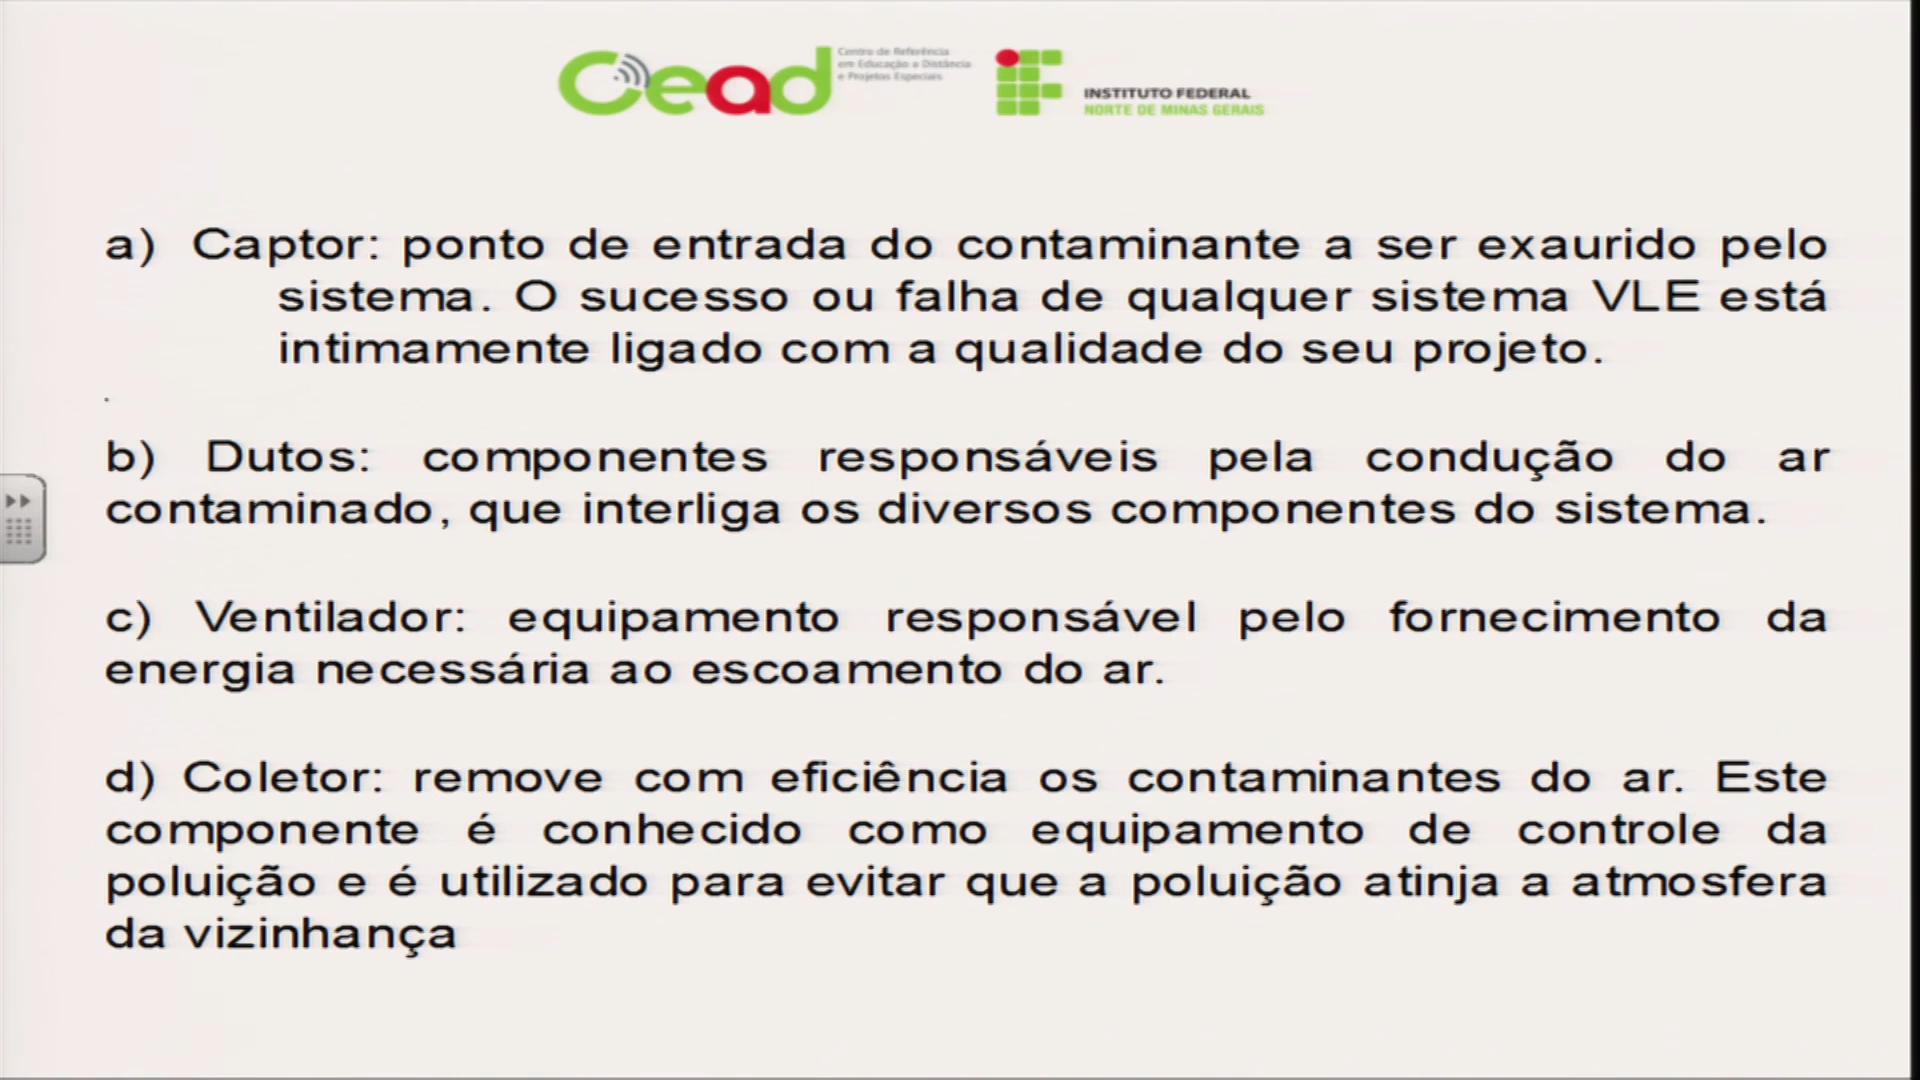 Cead
Centro de Referência
em Educação a Distância
e Projetos Especiais
INSTITUTO FEDERAL
NORTE DE MINAS GERAIS
a) Captor: ponto de entrada do contaminante a ser exaurido pelo
sistema. O sucesso ou falha de qualquer sistema VLE está
intimamente ligado com a qualidade do seu projeto.
.
b) Dutos: componentes responsáveis pela condução do ar
contaminado, que interliga os diversos componentes do sistema.
c) Ventilador: equipamento responsável pelo fornecimento da
energia necessária ao escoamento do ar.
d) Coletor: remove com eficiência os contaminantes do ar. Este
componente é conhecido como equipamento de controle da
poluição e é utilizado para evitar que a poluição atinja a atmosfera
da vizinhança